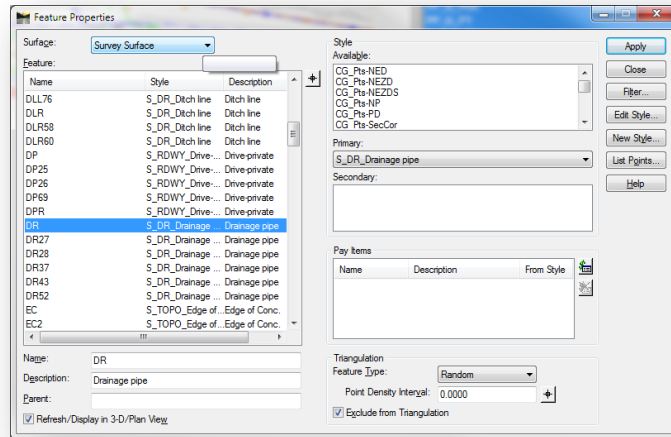 Feature Properties
Surface: Survey Surface
Feature:
Name Style Description
DLL76 S_DR_Ditch line Ditch line
DLR S_DR_Ditch line Ditch line
DLR58 S_DR_Ditch line Ditch line
DLR60 S_DR_Ditch line Ditch line
DP S_RDWY_Drive-... Drive-private
DP25 S_RDWY_Drive-... Drive-private
DP26 S_RDWY_Drive-... Drive-private
DP69 S_RDWY_Drive-... Drive-private
DPR S_RDWY_Drive-... Drive-private
DR S_DR_Drainage ... Drainage pipe
DR27 S_DR_Drainage ... Drainage pipe
DR28 S_DR_Drainage ... Drainage pipe
DR37 S_DR_Drainage ... Drainage pipe
DR43 S_DR_Drainage ... Drainage pipe
DR52 S_DR_Drainage ... Drainage pipe
EC S_TOPO_Edge of... Edge of Conc.
EC2 S_TOPO_Edge of... Edge of Conc.
Name: DR
Description: Drainage pipe
Parent:
Refresh/Display in 3-D/Plan View
Style
Available:
CG_Pts-NED
CG_Pts-NEZD
CG_Pts-NEZDS
CG_Pts-NP
CG_Pts-PD
CG_Pts-SecCor
Primary:
S_DR_Drainage pipe
Secondary:
Pay Items
Name Description From Style
Triangulation
Feature Type: Random
Point Density Interval: 0.0000
Exclude from Triangulation
Apply
Close
Filter...
Edit Style...
New Style...
List Points...
Help